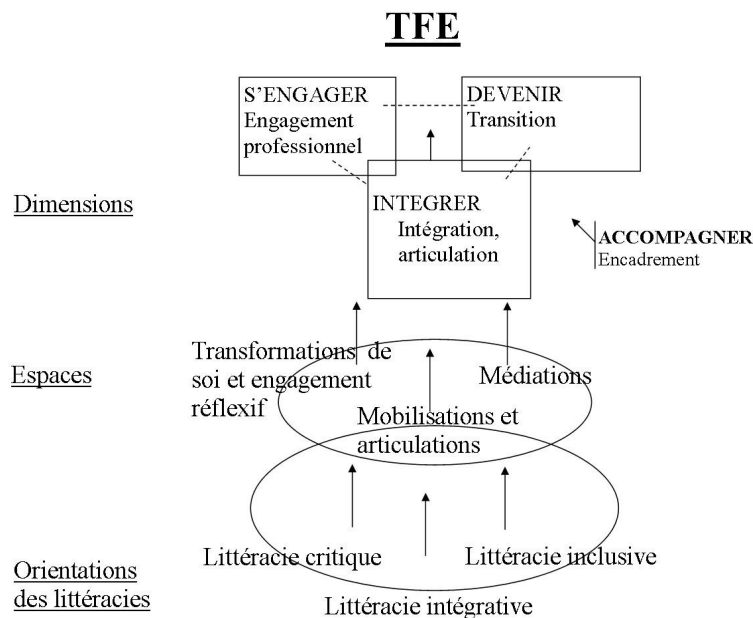 TFE
S'ENGAGER
Engagement
professionnel
DEVENIR
Transition
Dimensions
INTEGRER
Intégration,
articulation
ACCOMPAGNER
Encadrement
Espaces
Transformations de
soi et engagement
réflexif
Médiations
Mobilisations et
articulations
Orientations
des littéracies
Littéracie critique
Littéracie inclusive
Littéracie intégrative